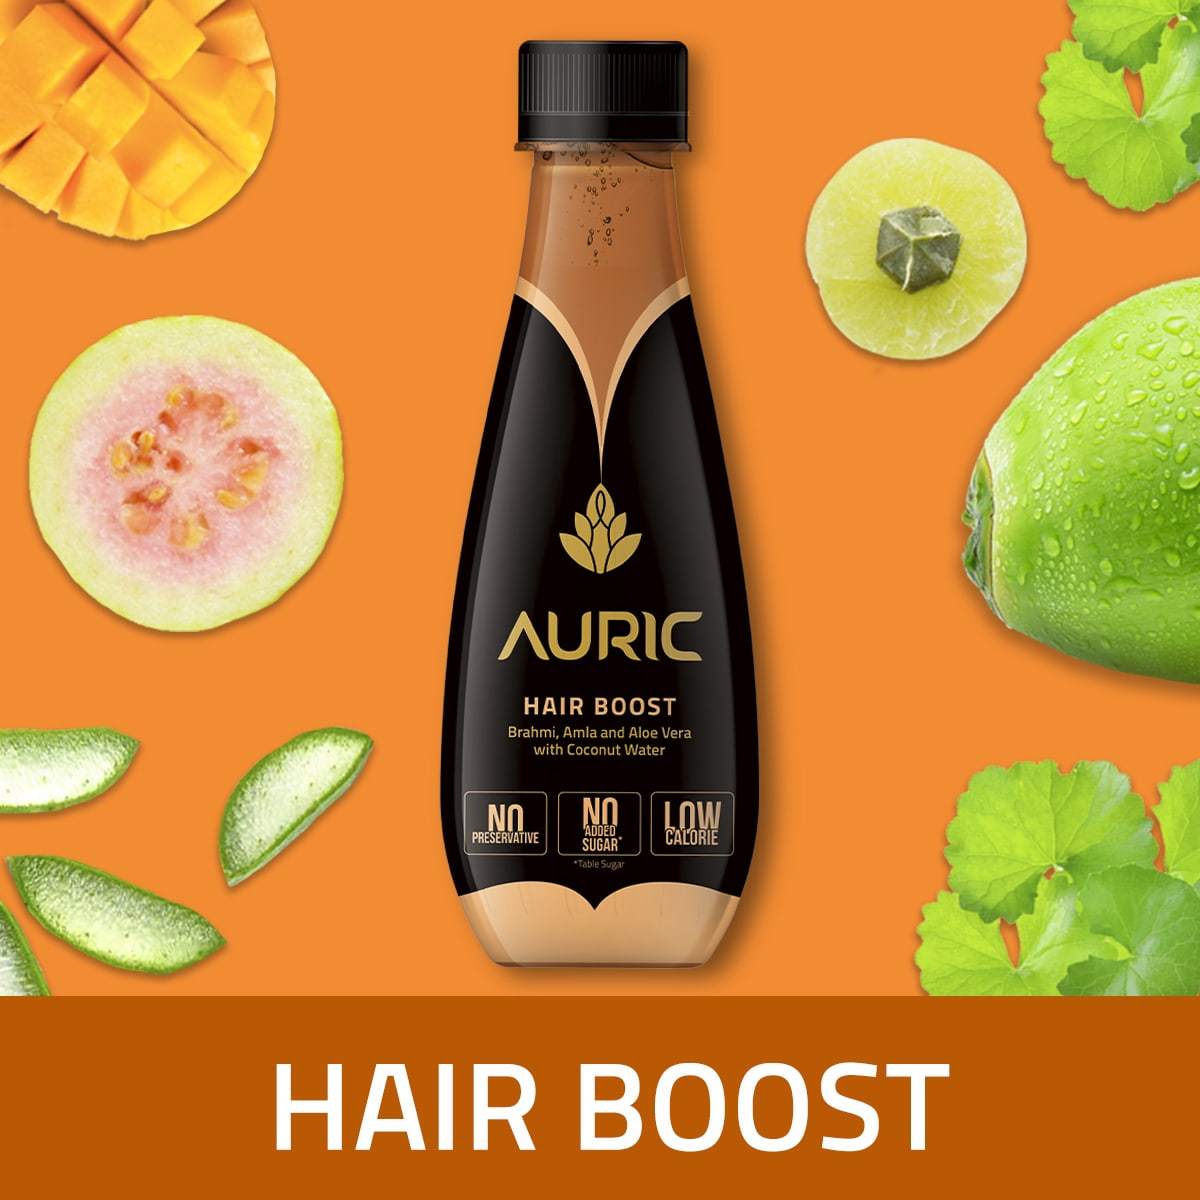 AURIC
HAIR BOOST
Brahmi, Amla and Aloe Vera
with Coconut Water
NO
PRESERVATIVE
NO
ADDED
SUGAR*
LOW
CALORIE
*Table Sugar
HAIR BOOST